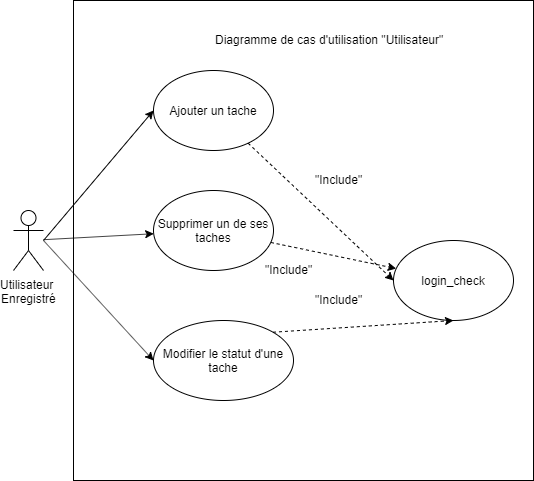 Diagramme de cas d'utilisation "Utilisateur"
Ajouter un tache
"Include"
Supprimer un de ses
taches
"Include"
login_check
Utilisateur
Enregistré
"Include"
Modifier le statut d'une
tache